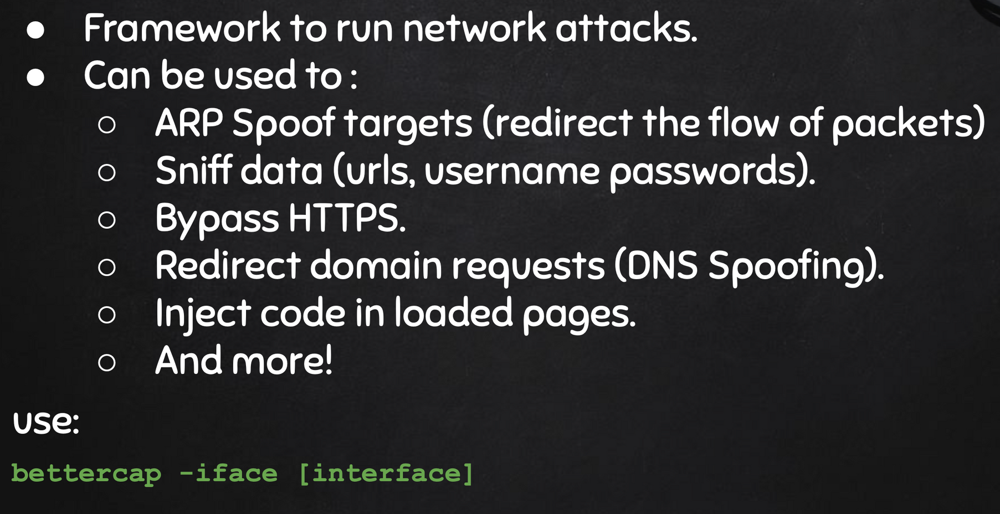 ● Framework to run network attacks.
● Can be used to :
○ ARP Spoof targets (redirect the flow of packets)
○ Sniff data (urls, username passwords).
○ Bypass HTTPS.
○ Redirect domain requests (DNS Spoofing).
○ Inject code in loaded pages.
○ And more!
use:
bettercap -iface [interface]